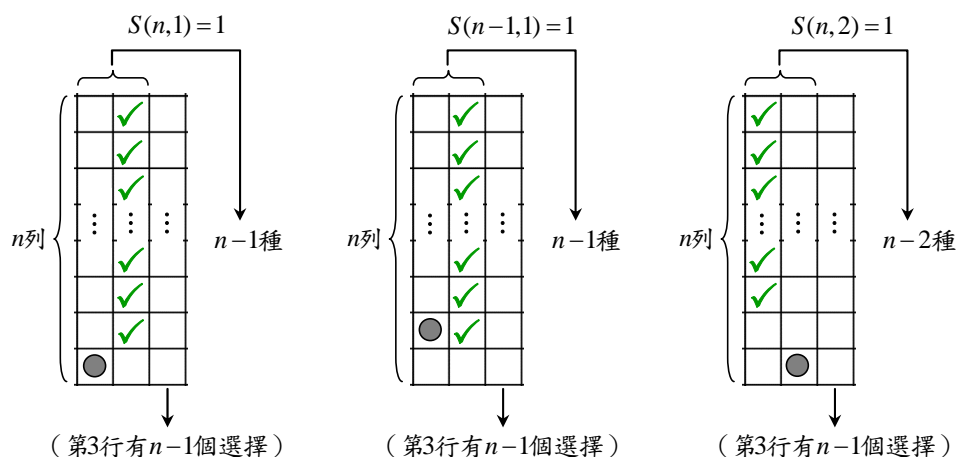 S(n,1)=1
S(n−1,1)=1
S(n,2)=1
n列
n−1種
n列
n−1種
n列
n−2種
（第3行有n−1個選擇）
（第3行有n−1個選擇）
（第3行有n−1個選擇）